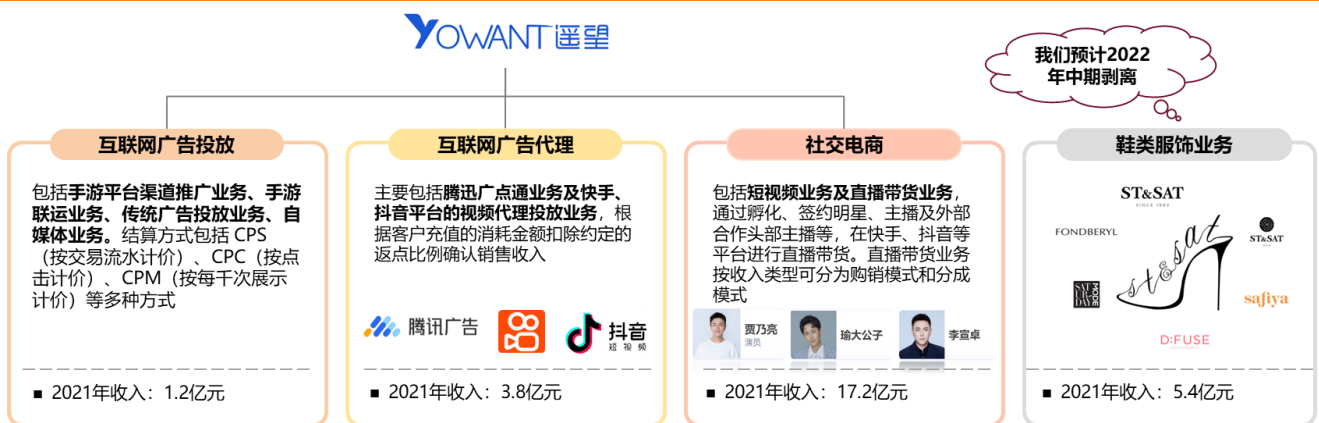 YOWANT遥望
我们预计2022
年中期剥离
互联网广告投放
包括手游平台渠道推广业务、手游
联运业务、传统广告投放业务、自
媒体业务。结算方式包括 CPS
（按交易流水计价）、CPC（按点
击计价）、CPM（按每千次展示
计价）等多种方式
■ 2021年收入：1.2亿元
互联网广告代理
主要包括腾迅广点通业务及快手、
抖音平台的视频代理投放业务，根
据客户充值的消耗金额扣除约定的
返点比例确认销售收入
腾讯广告
抖音
短视频
■ 2021年收入：3.8亿元
社交电商
包括短视频业务及直播带货业务，
通过孵化、签约明星、主播及外部
合作头部主播等，在快手、抖音等
平台进行直播带货。直播带货业务
按收入类型可分为购销模式和分成
模式
贾乃亮
演员
瑜大公子
李宣卓
■ 2021年收入：17.2亿元
鞋类服饰业务
ST&SAT
SINCE 1993
FONDBERYL
st&sat
ST&SAT
SATURDAY MODE
safiya
D:FUSE
■ 2021年收入：5.4亿元